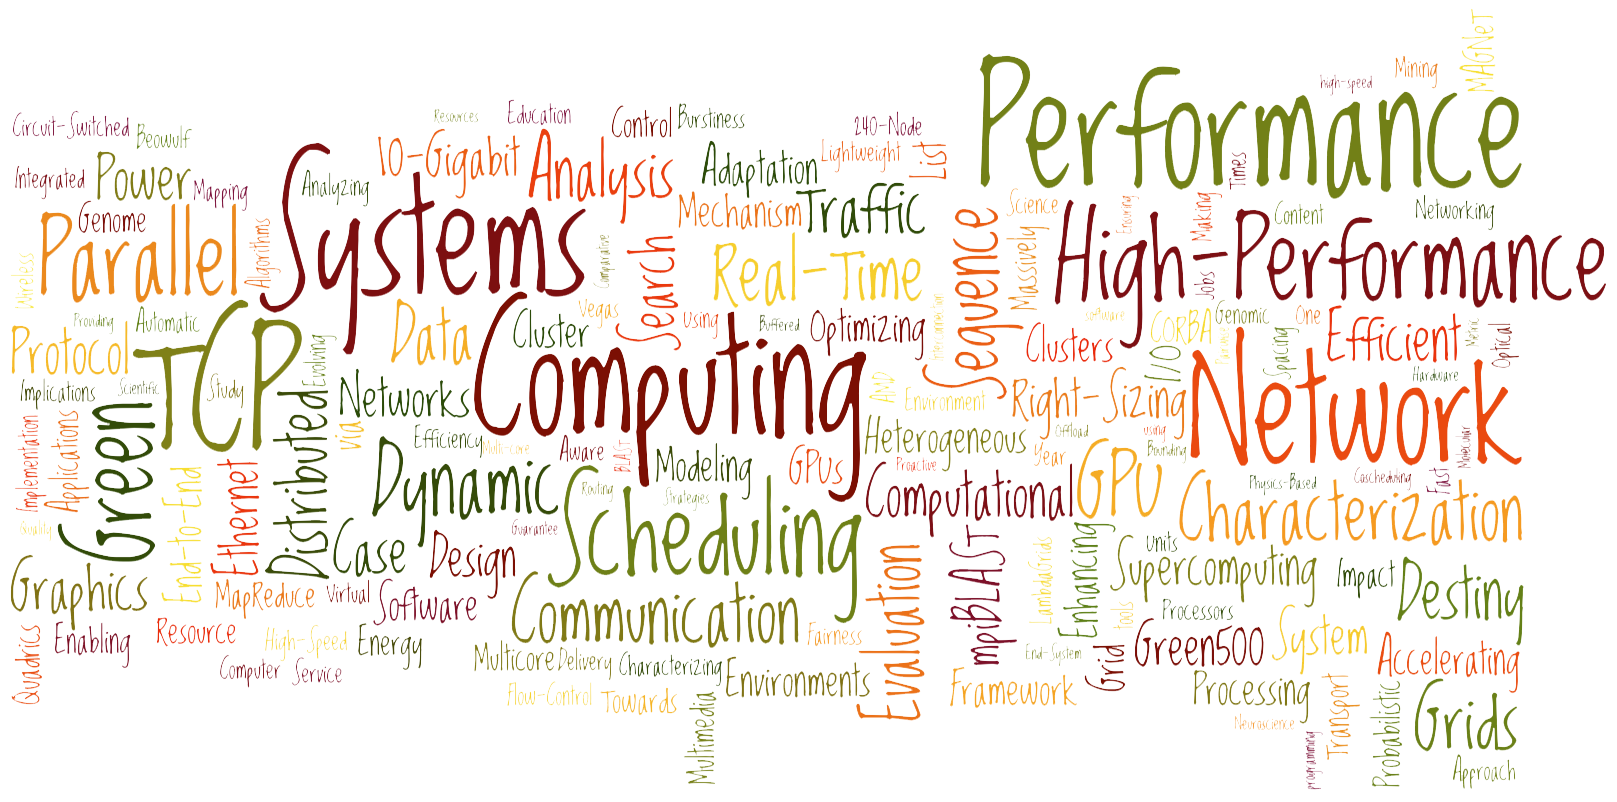 MAGNeT
Mining
high-speed
Performance
Circuit-Switched
Beowulf
Resources
Education
Control
Burstiness
240-Node
Lightweight
List
10-Gigabit
Analysis
Adaptation
Times
Integrated
Power
Mapping
Analyzing
Systems
Mechanism
Traffic
Science
Ensuring
Making
Content
Networking
Genome
Parallel
Algorithms
Wireless
Comparative
Search
Real-Time
Sequence
Massively
High-Performance
Jobs
Providing
Automatic
Data
Cluster
Vegas
Using
Buffered
Optimizing
software
CORBA
Genomic
One
Efficient
Metric
Optical
Protocol
TCP
Evolving
Computing
Clusters
I/O
Spacing
Network
Hardware
Implications
Scientific
Study
Networks
AMD
Environment
Right-Sizing
Green
Distributed
via
Efficiency
Multi-core
Aware
BLAST
Modeling
GPUs
Heterogeneous
Offload
using
Year
Bounding
Molecular
Implementation
Applications
Proactive
Ethernet
End-to-End
Dynamic
Routing
Strategies
Computational
GPU
Physics-Based
Coscheduling
Fast
Characterization
Quality
Case
Design
Guarantee
Scheduling
Evaluation
mpiBLAST
LambdaGrids
Enhancing
Units
Supercomputing
Impact
Destiny
Graphics
MapReduce
Virtual
Software
Communication
Fairness
tools
Processors
Quadrics
Enabling
Resource
High-Speed
Energy
Multicore
Delivery
Characterizing
End-System
Grid
Green500
System
Accelerating
Computer
Service
Flow-Control
Towards
Environments
Framework
Processing
Transport
Probabilistic
Grids
Multimedia
Neuroscience
programming
Approach